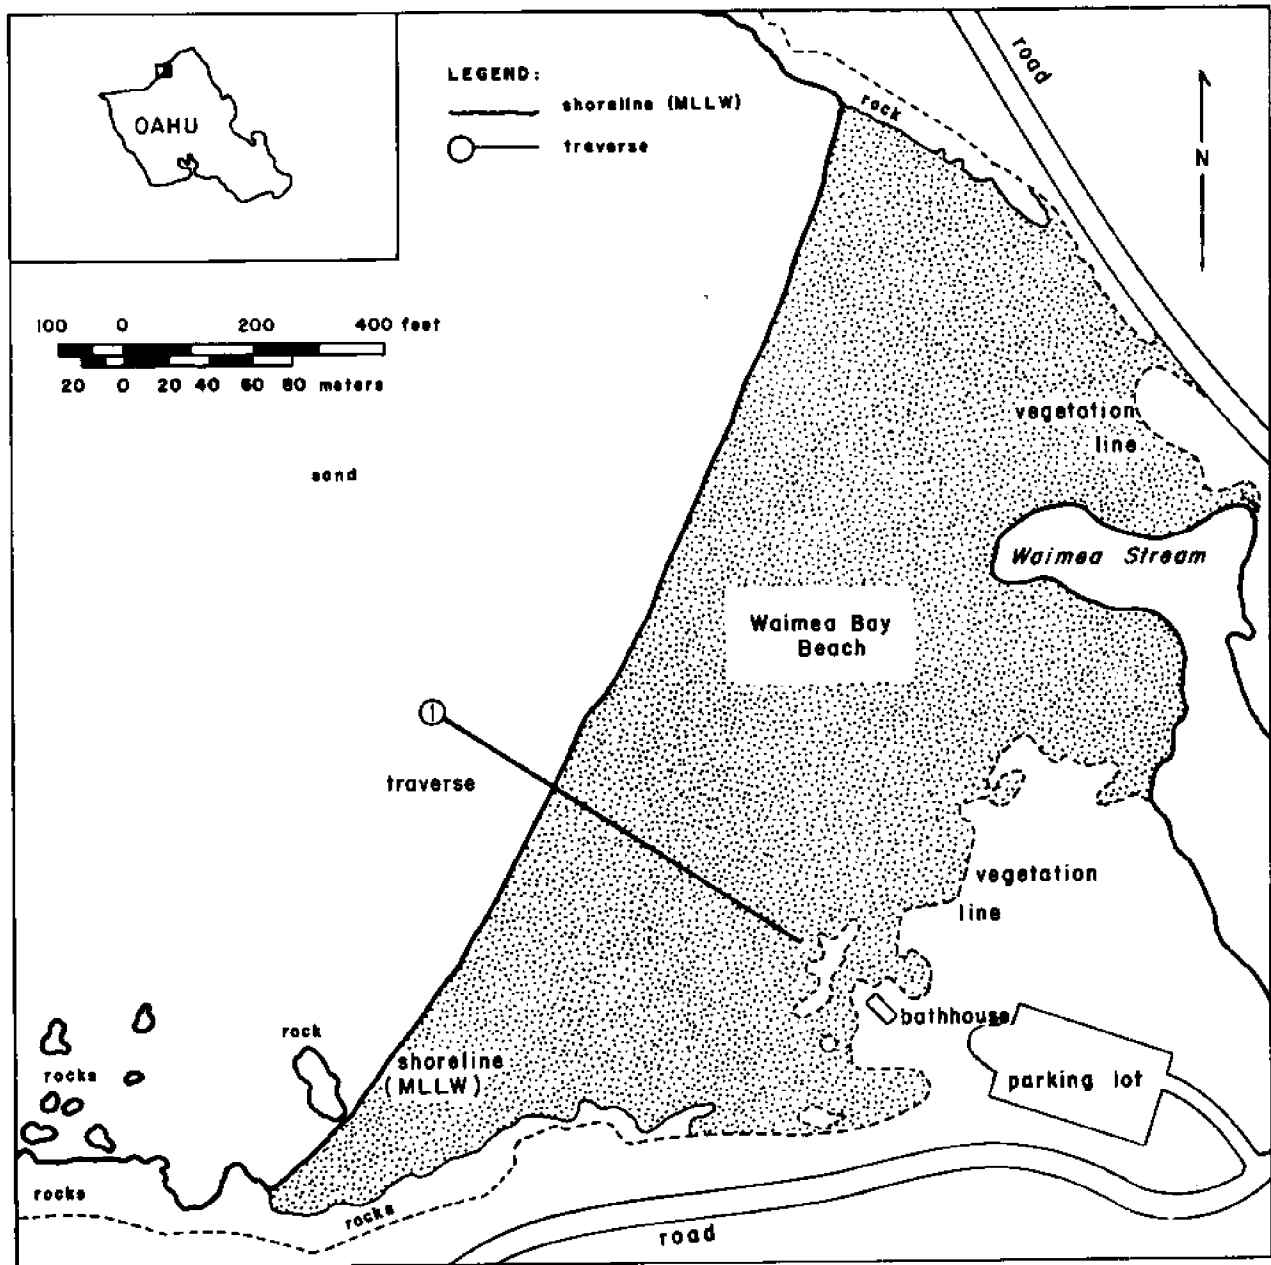 OAHU
LEGEND:
shoreline (MLLW)
traverse
road
rock
N
100 0 200 400 feet
20 0 20 40 60 80 meters
sand
vegetation
line
Waimea Stream
Waimea Bay
Beach
1
traverse
vegetation
line
bathhouse
rock
shoreline
(MLLW)
rocks
parking lot
rocks
rocks
road